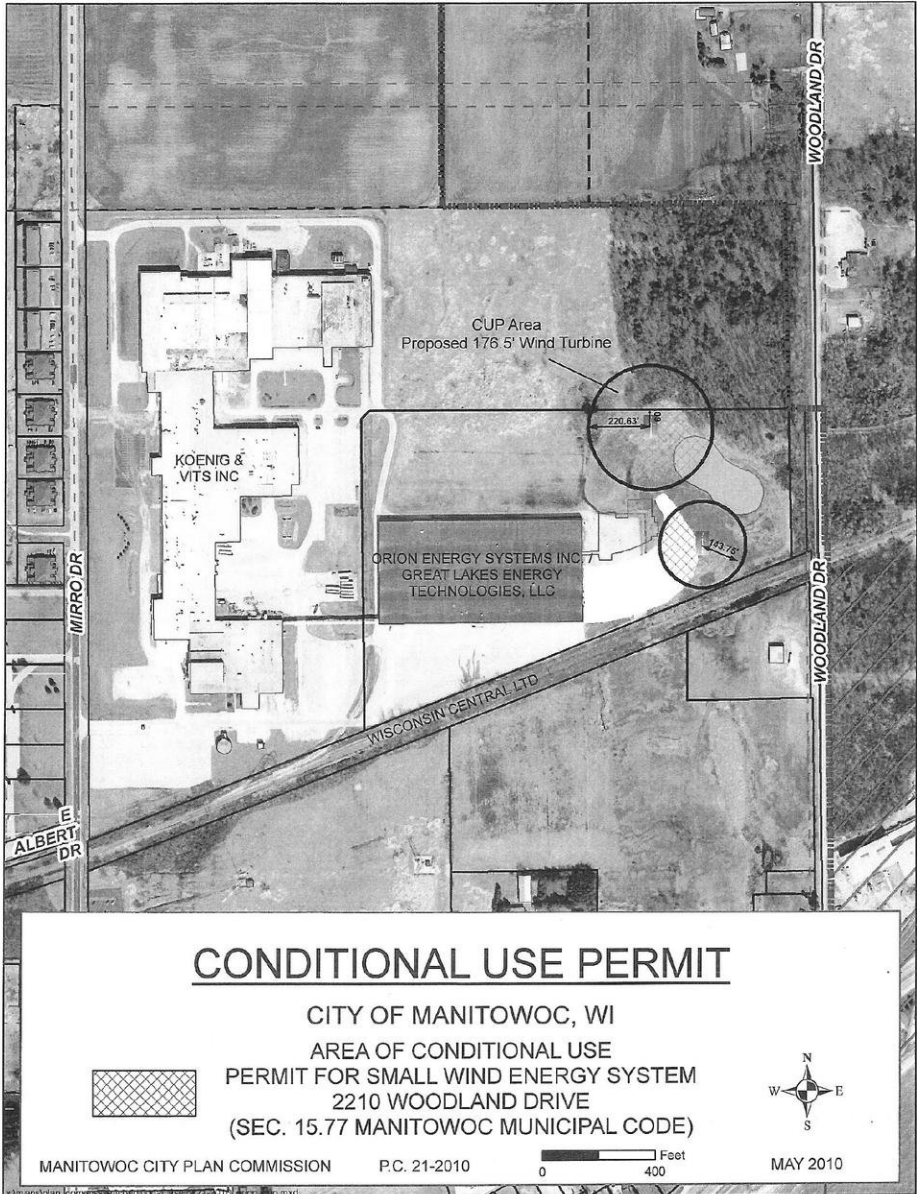 WOODLAND DR
CUP Area
Proposed 176 5' Wind Turbine
220.63'
KOENIG &
VITS INC
143.75'
ORION ENERGY SYSTEMS INC. /
GREAT LAKES ENERGY
TECHNOLOGIES, LLC
MIRRO DR
WOODLAND DR
WISCONSIN CENTRAL LTD
E
ALBERT
DR
CONDITIONAL USE PERMIT
CITY OF MANITOWOC, WI
AREA OF CONDITIONAL USE
PERMIT FOR SMALL WIND ENERGY SYSTEM
2210 WOODLAND DRIVE
(SEC. 15.77 MANITOWOC MUNICIPAL CODE)
N
W E
S
MANITOWOC CITY PLAN COMMISSION P.C. 21-2010 0 400 Feet MAY 2010